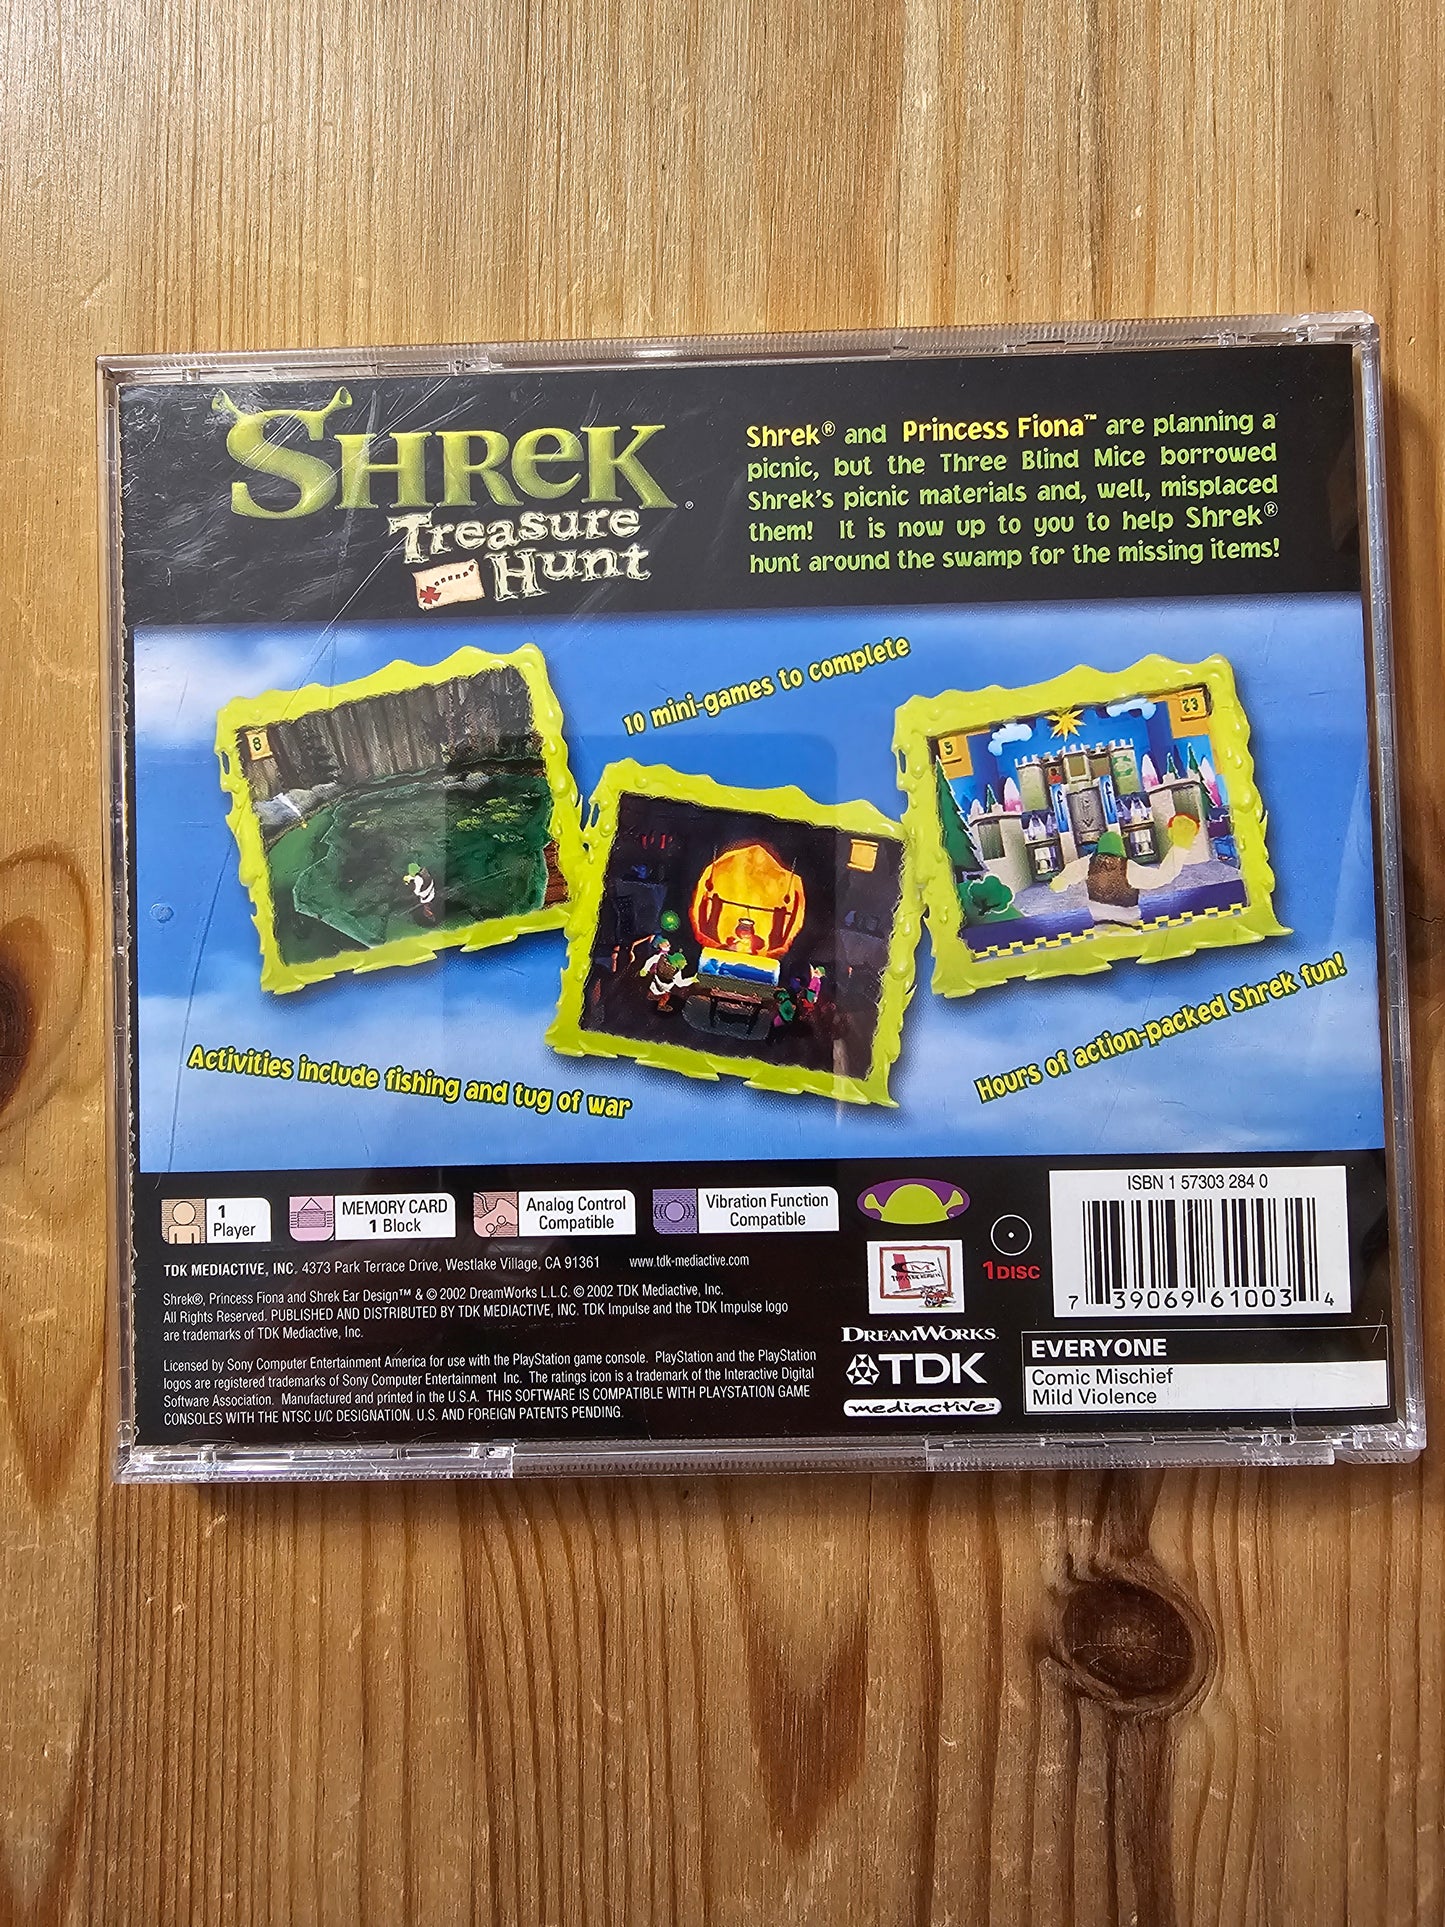 SHREK®
Treasure
Hunt
Shrek® and Princess Fiona™ are planning a
picnic, but the Three Blind Mice borrowed
Shrek's picnic materials and, well, misplaced
them! It is now up to you to help Shrek®
hunt around the swamp for the missing items!
10 mini-games to complete
8
5
23
Activities include fishing and tug of war
Hours of action-packed Shrek fun!
1
Player
MEMORY CARD
1 Block
Analog Control
Compatible
Vibration Function
Compatible
TDK MEDIACTIVE, INC. 4373 Park Terrace Drive, Westlake Village, CA 91361 www.tdk-mediactive.com
Shrek®, Princess Fiona and Shrek Ear Design™ & © 2002 DreamWorks L.L.C. © 2002 TDK Mediactive, Inc.
All Rights Reserved. PUBLISHED AND DISTRIBUTED BY TDK MEDIACTIVE, INC. TDK Impulse and the TDK Impulse logo
are trademarks of TDK Mediactive, Inc.
Licensed by Sony Computer Entertainment America for use with the PlayStation game console. PlayStation and the PlayStation
logos are registered trademarks of Sony Computer Entertainment Inc. The ratings icon is a trademark of the Interactive Digital
Software Association. Manufactured and printed in the U.S.A. THIS SOFTWARE IS COMPATIBLE WITH PLAYSTATION GAME
CONSOLES WITH THE NTSC U/C DESIGNATION. U.S. AND FOREIGN PATENTS PENDING.
1DISC
DREAMWORKS
TDK
mediactive™
ISBN 1 57303 284 0
7 39069 61003 4
EVERYONE
Comic Mischief
Mild Violence